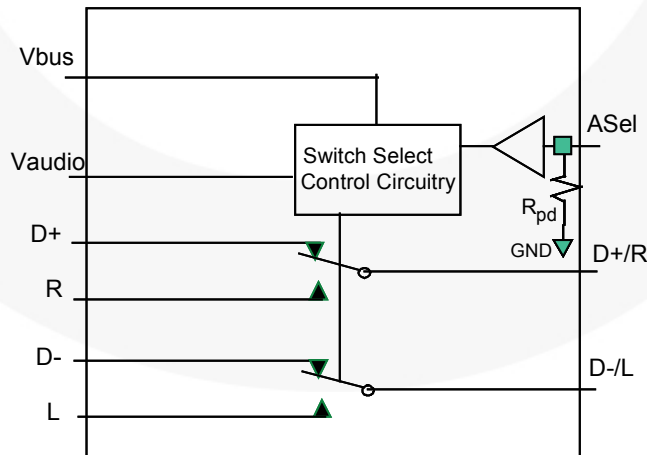 Vbus
ASel
Switch Select
Control Circuitry
Vaudio
Rpd
D+
GND
D+/R
R
D-
D-/L
L